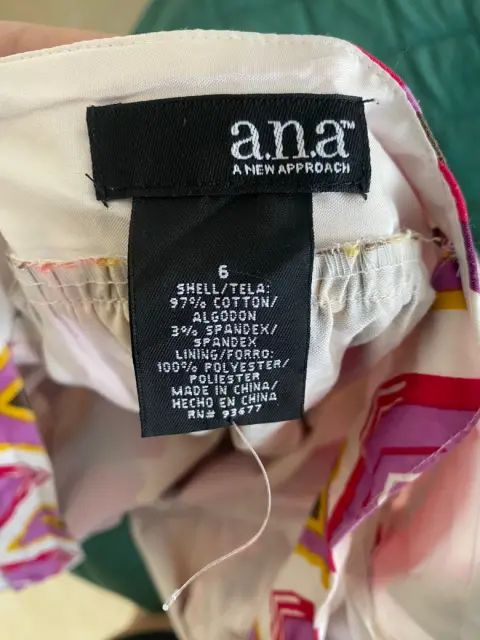 a.n.a™
A NEW APPROACH
6
SHELL/TELA:
97% COTTON/
ALGODON
3% SPANDEX/
SPANDEX
LINING/FORRO:
100% POLYESTER/
POLIESTER
MADE IN CHINA/
HECHO EN CHINA
RN# 93677